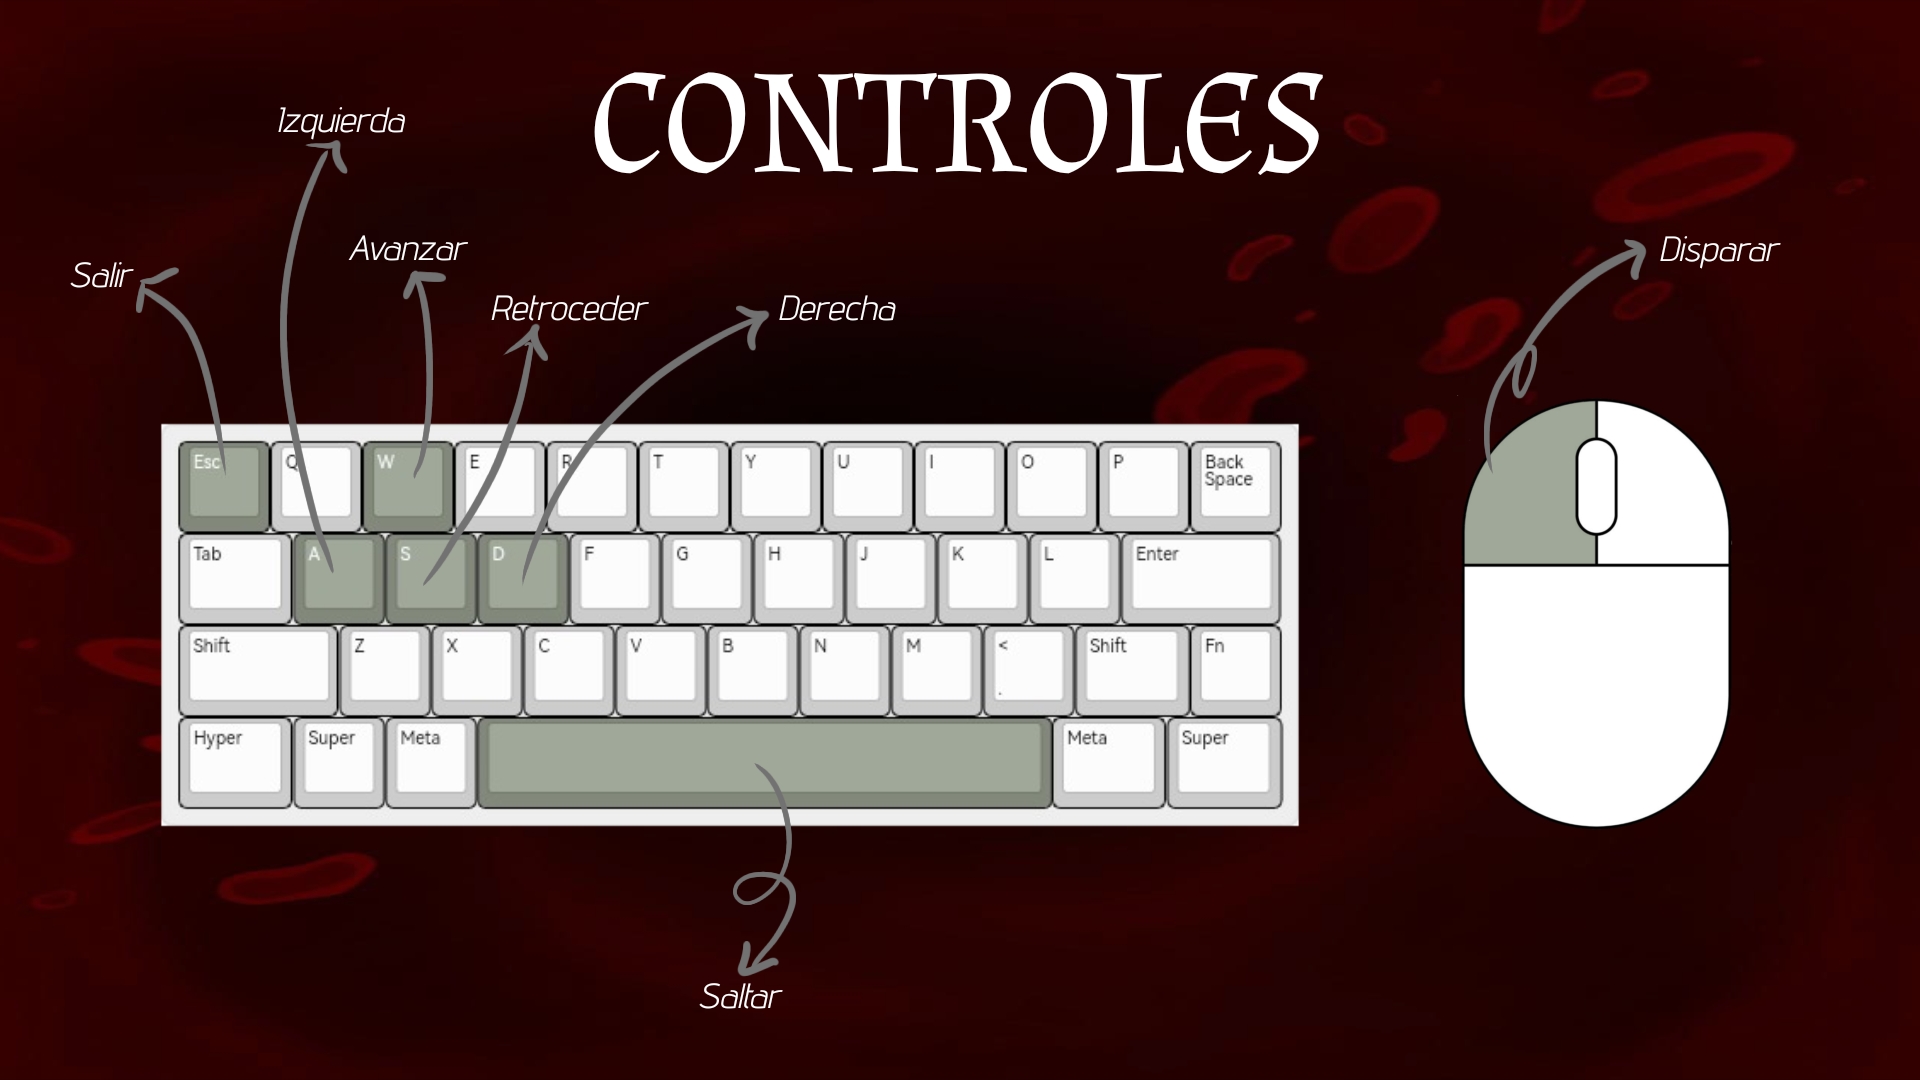 CONTROLES
Izquierda
Avanzar
Salir
Disparar
Retroceder
Derecha
Esc Q W E R T Y U I O P Back
Space
Tab A S D F G H J K L Enter
Shift Z X C V B N M < Shift Fn
.
Hyper Super Meta Meta Super
Saltar